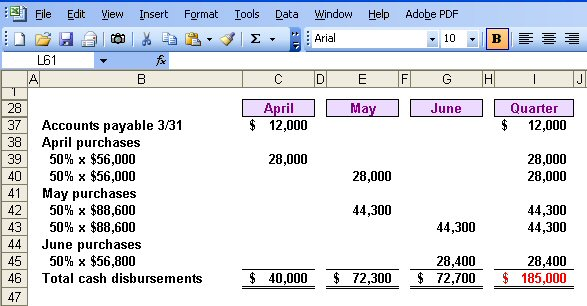 File Edit View Insert Format Tools Data Window Help Adobe PDF
Σ Arial 10 B
L61 fx
A B C D E F G H I J
1
28 April May June Quarter
37 Accounts payable 3/31 $ 12,000 $ 12,000
38 April purchases
39 50% x $56,000 28,000 28,000
40 50% x $56,000 28,000 28,000
41 May purchases
42 50% x $88,600 44,300 44,300
43 50% x $88,600 44,300 44,300
44 June purchases
45 50% x $56,800 28,400 28,400
46 Total cash disbursements $ 40,000 $ 72,300 $ 72,700 $ 185,000
47